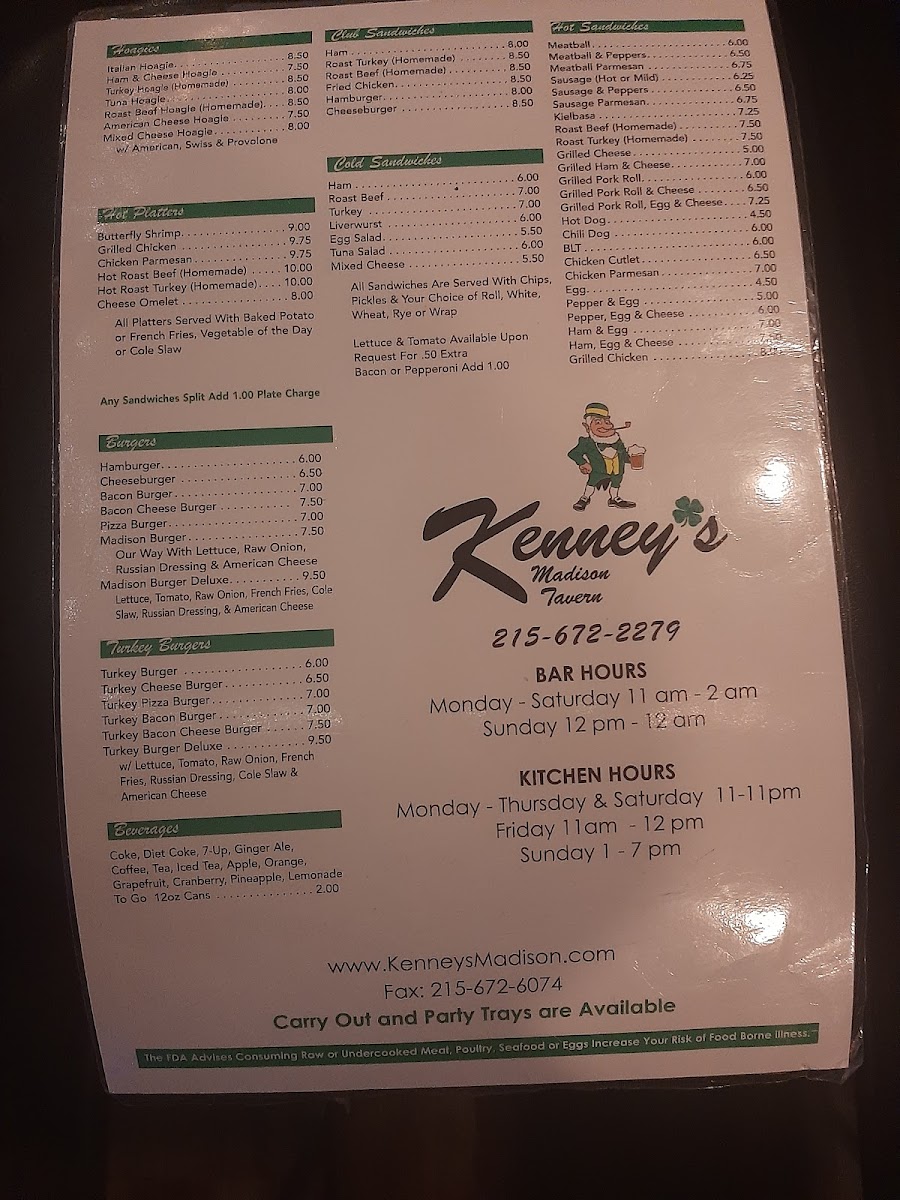 Hoagies
Italian Hoagie. . . . . . . . . . . . . . . . . . . . 8.50
Ham & Cheese Hoagie . . . . . . . . . . . 7.50
Turkey Hoagie (Homemade) . . . . . . . . 8.50
Tuna Hoagie. . . . . . . . . . . . . . . . . . . . . 8.00
Roast Beef Hoagie (Homemade). . . . 8.50
American Cheese Hoagie . . . . . . . . . 7.50
Mixed Cheese Hoagie. . . . . . . . . . . . . 8.00
w/ American, Swiss & Provolone
Hot Platters
Butterfly Shrimp. . . . . . . . . . . . . . . . . 9.00
Grilled Chicken . . . . . . . . . . . . . . . . . 9.75
Chicken Parmesan . . . . . . . . . . . . . . . 9.75
Hot Roast Beef (Homemade) . . . . . 10.00
Hot Roast Turkey (Homemade). . . . 10.00
Cheese Omelet . . . . . . . . . . . . . . . . . 8.00
All Platters Served With Baked Potato
or French Fries, Vegetable of the Day
or Cole Slaw
Any Sandwiches Split Add 1.00 Plate Charge
Burgers
Hamburger. . . . . . . . . . . . . . . . . . . . . 6.00
Cheeseburger . . . . . . . . . . . . . . . . . . 6.50
Bacon Burger. . . . . . . . . . . . . . . . . . . 7.00
Bacon Cheese Burger . . . . . . . . . . . . 7.50
Pizza Burger. . . . . . . . . . . . . . . . . . . . 7.00
Madison Burger. . . . . . . . . . . . . . . . . 7.50
Our Way With Lettuce, Raw Onion,
Russian Dressing & American Cheese
Madison Burger Deluxe. . . . . . . . . . . 9.50
Lettuce, Tomato, Raw Onion, French Fries, Cole
Slaw, Russian Dressing, & American Cheese
Turkey Burgers
Turkey Burger . . . . . . . . . . . . . . . . . . 6.00
Turkey Cheese Burger . . . . . . . . . . . . 6.50
Turkey Pizza Burger. . . . . . . . . . . . . . 7.00
Turkey Bacon Burger. . . . . . . . . . . . . 7.00
Turkey Bacon Cheese Burger . . . . . . 7.50
Turkey Burger Deluxe . . . . . . . . . . . . 9.50
w/ Lettuce, Tomato, Raw Onion, French
Fries, Russian Dressing, Cole Slaw &
American Cheese
Beverages
Coke, Diet Coke, 7-Up, Ginger Ale,
Coffee, Tea, Iced Tea, Apple, Orange,
Grapefruit, Cranberry, Pineapple, Lemonade
To Go 12oz Cans . . . . . . . . . . . . . . . 2.00
Club Sandwiches
Ham . . . . . . . . . . . . . . . . . . . . . . . . . . 8.00
Roast Turkey (Homemade) . . . . . . . . . 8.50
Roast Beef (Homemade) . . . . . . . . . . 8.50
Fried Chicken. . . . . . . . . . . . . . . . . . . 8.50
Hamburger. . . . . . . . . . . . . . . . . . . . . 8.00
Cheeseburger . . . . . . . . . . . . . . . . . . 8.50
Cold Sandwiches
Ham . . . . . . . . . . . . . . . . . . . . . . . . . . 6.00
Roast Beef . . . . . . . . . . . . . . . . . . . . . 7.00
Turkey . . . . . . . . . . . . . . . . . . . . . . . . 7.00
Liverwurst . . . . . . . . . . . . . . . . . . . . . 6.00
Egg Salad. . . . . . . . . . . . . . . . . . . . . . 5.50
Tuna Salad . . . . . . . . . . . . . . . . . . . . . 6.00
Mixed Cheese . . . . . . . . . . . . . . . . . . 5.50
All Sandwiches Are Served With Chips,
Pickles & Your Choice of Roll, White,
Wheat, Rye or Wrap
Lettuce & Tomato Available Upon
Request For .50 Extra
Bacon or Pepperoni Add 1.00
Hot Sandwiches
Meatball . . . . . . . . . . . . . . . . . . . . . . . 6.00
Meatball & Peppers . . . . . . . . . . . . . . 6.50
Meatball Parmesan . . . . . . . . . . . . . . 6.75
Sausage (Hot or Mild) . . . . . . . . . . . . 6.25
Sausage & Peppers . . . . . . . . . . . . . . 6.50
Sausage Parmesan. . . . . . . . . . . . . . . 6.75
Kielbasa . . . . . . . . . . . . . . . . . . . . . . . 7.25
Roast Beef (Homemade) . . . . . . . . . . 7.50
Roast Turkey (Homemade) . . . . . . . . . 7.50
Grilled Cheese. . . . . . . . . . . . . . . . . . 5.00
Grilled Ham & Cheese. . . . . . . . . . . . 7.00
Grilled Pork Roll. . . . . . . . . . . . . . . . . 6.00
Grilled Pork Roll & Cheese . . . . . . . . 6.50
Grilled Pork Roll, Egg & Cheese. . . . 7.25
Hot Dog. . . . . . . . . . . . . . . . . . . . . . . 4.50
Chili Dog . . . . . . . . . . . . . . . . . . . . . . 6.00
BLT . . . . . . . . . . . . . . . . . . . . . . . . . . . 6.00
Chicken Cutlet. . . . . . . . . . . . . . . . . . 6.50
Chicken Parmesan. . . . . . . . . . . . . . . 7.00
Egg. . . . . . . . . . . . . . . . . . . . . . . . . . . 4.50
Pepper & Egg . . . . . . . . . . . . . . . . . . 5.00
Pepper, Egg & Cheese . . . . . . . . . . . 6.00
Ham & Egg . . . . . . . . . . . . . . . . . . . . 7.00
Ham, Egg & Cheese . . . . . . . . . . . . .
Grilled Chicken . . . . . . . . . . . . . . . . .
Kenney's
Madison
Tavern
215-672-2279
BAR HOURS
Monday - Saturday 11 am - 2 am
Sunday 12 pm - 12 am
KITCHEN HOURS
Monday - Thursday & Saturday 11-11pm
Friday 11am - 12 pm
Sunday 1 - 7 pm
www.KenneysMadison.com
Fax: 215-672-6074
Carry Out and Party Trays are Available
The FDA Advises Consuming Raw or Undercooked Meat, Poultry, Seafood or Eggs Increase Your Risk of Food Borne Illness.